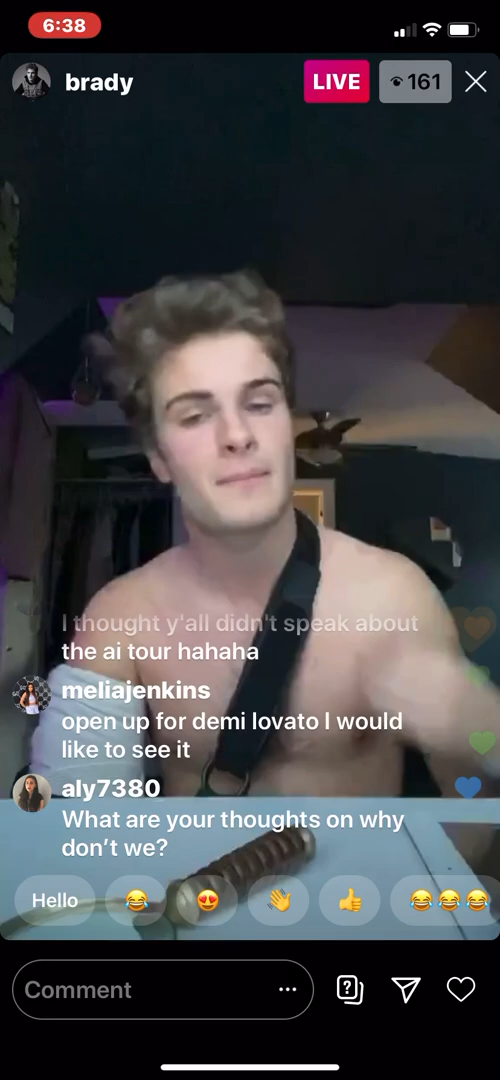 6:38
brady
LIVE
161
I thought y'all didn't speak about
the ai tour hahaha
meliajenkins
open up for demi lovato I would
like to see it
aly7380
What are your thoughts on why
don't we?
Hello
Comment